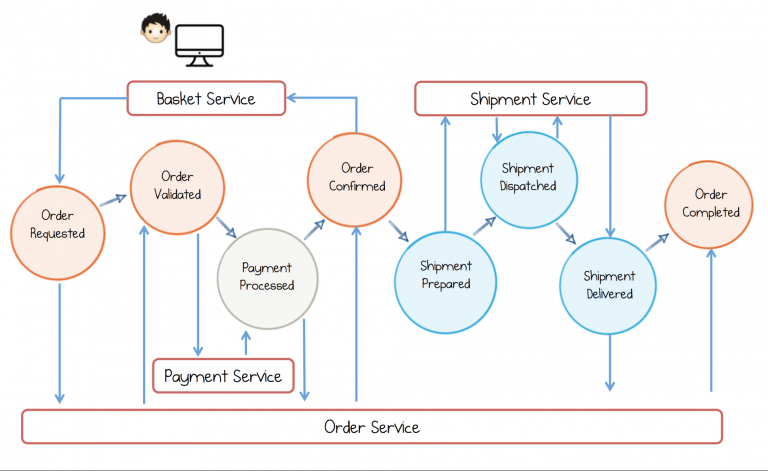 Basket Service
Shipment Service
Order
Requested
Order
Validated
Payment
Processed
Order
Confirmed
Shipment
Prepared
Shipment
Dispatched
Shipment
Delivered
Order
Completed
Payment Service
Order Service